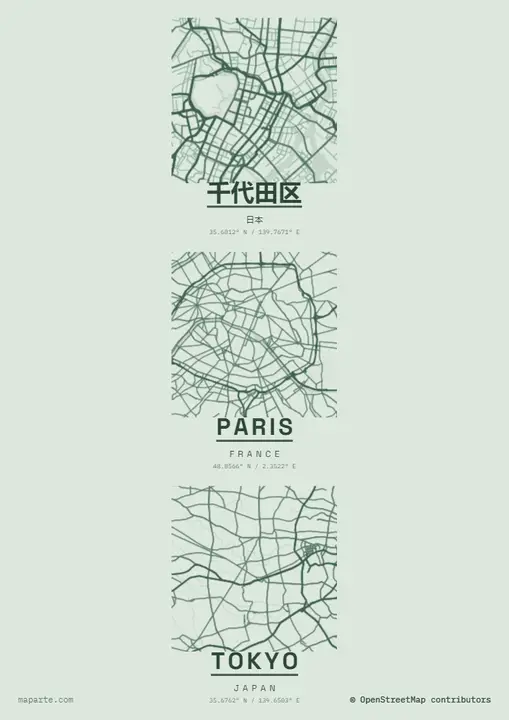 千代田区
日本
35.6812° N / 139.7671° E
PARIS
FRANCE
48.8566° N / 2.3522° E
TOKYO
JAPAN
35.6762° N / 139.6503° E
maparte.com
© OpenStreetMap contributors